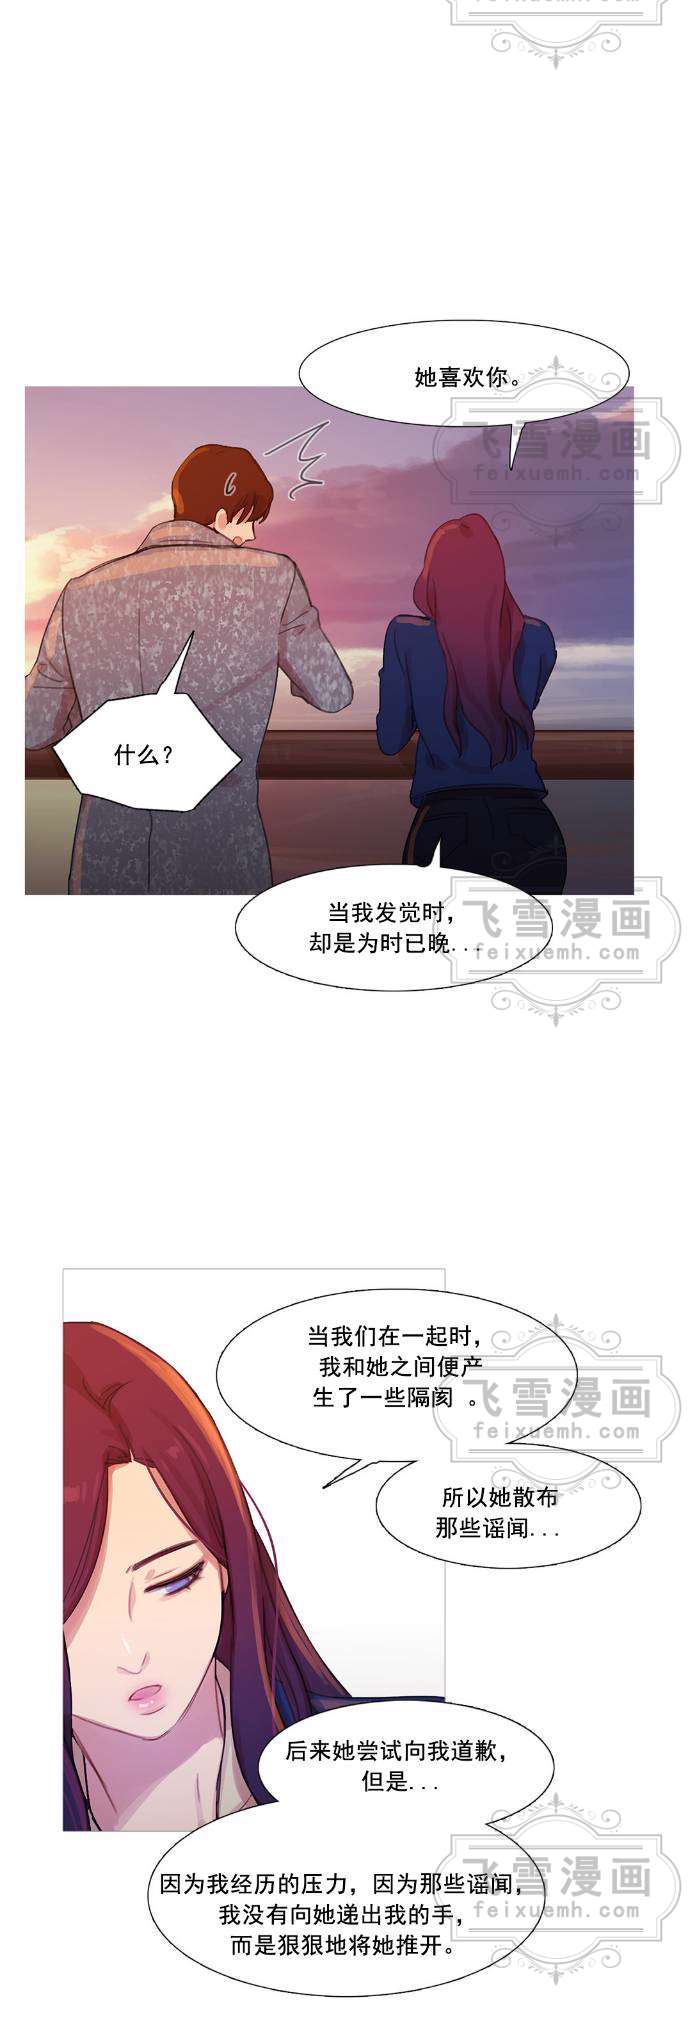 她喜欢你。
飞雪漫画
feixuemh.com
什么？
当我发觉时，
却是为时已晚...
飞雪漫画
feixuemh.com
当我们在一起时，
我和她之间便产
生了一些隔阂 。
飞雪漫画
feixuemh.com
所以她散布
那些谣闻...
后来她尝试向我道歉，
但是...
飞雪漫画
feixuemh.com
因为我经历的压力，因为那些谣闻，
我没有向她递出我的手，
而是狠狠地将她推开。